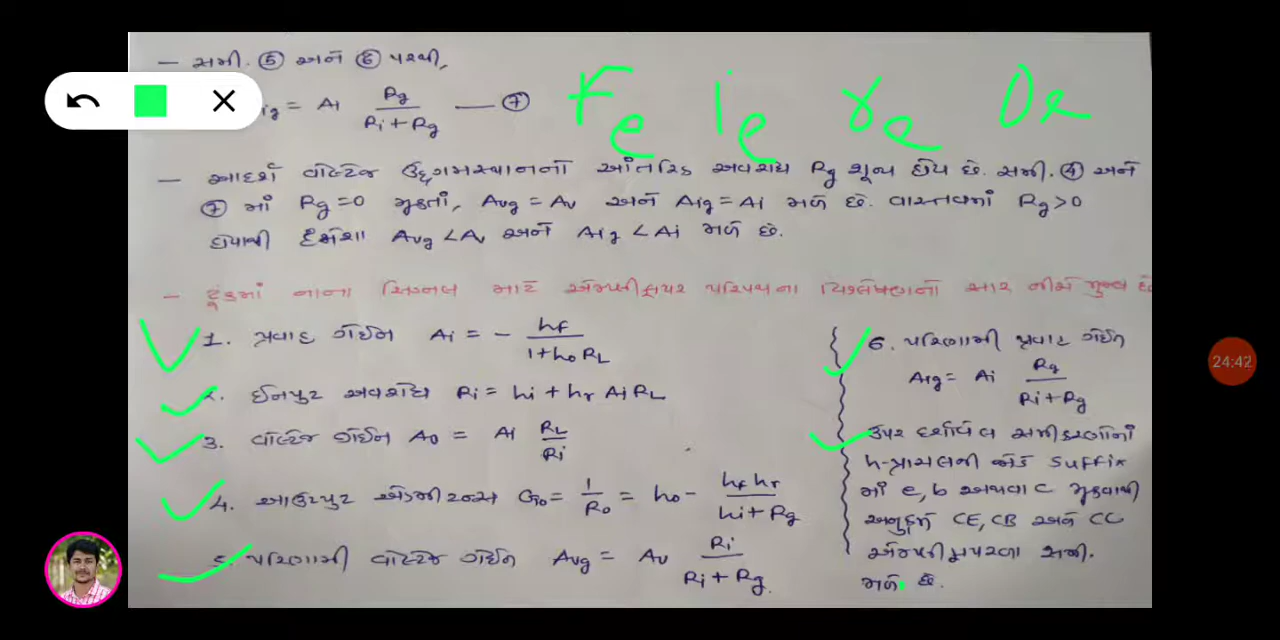 - સમી. ⑤ અને ⑥ પરથી,
ig = Ai Rg / Ri + Rg —— ⑦
Fe ie re Oe
- આદર્શ વોલ્ટેજ ઉદ્દગમસ્થાનનો આંતરિક અવરોધ Rg શૂન્ય હોય છે. સમી. ④ અને
⑦ માં Rg = 0 મુકતાં, Avg = Av અને Aig = Ai મળે છે. વાસ્તવમાં Rg > 0
હોવાથી હંમેશા Avg < Av અને Aig < Ai મળે છે.
- ટૂંકમાં નાના સિગ્નલ માટે એમ્પ્લીફાયર પરિપથના વિશ્લેષણનો સાર નીચે મુજબ છે
1. પ્રવાહ ગેઈન Ai = - hf / 1 + ho RL
2. ઈનપુટ અવરોધ Ri = hi + hr Ai RL
3. વોલ્ટેજ ગેઈન Av = Ai RL / Ri
4. આઉટપુટ એડમીટન્સ Go = 1 / Ro = ho - hf hr / hi + Rg
5. પરિણામી વોલ્ટેજ ગેઈન Avg = Av Ri / Ri + Rg.
6. પરિણામી પ્રવાહ ગેઈન
Aig = Ai Rg / Ri + Rg
ઉપર દર્શાવેલ સમીકરણોનાં
h-પ્રાચલની જોડે suffix
માં e, b અથવા c મૂકવાથી
અનુક્રમે CE, CB અને CC
એમ્પ્લીફાયરના સમી.
મળે છે.
24:42